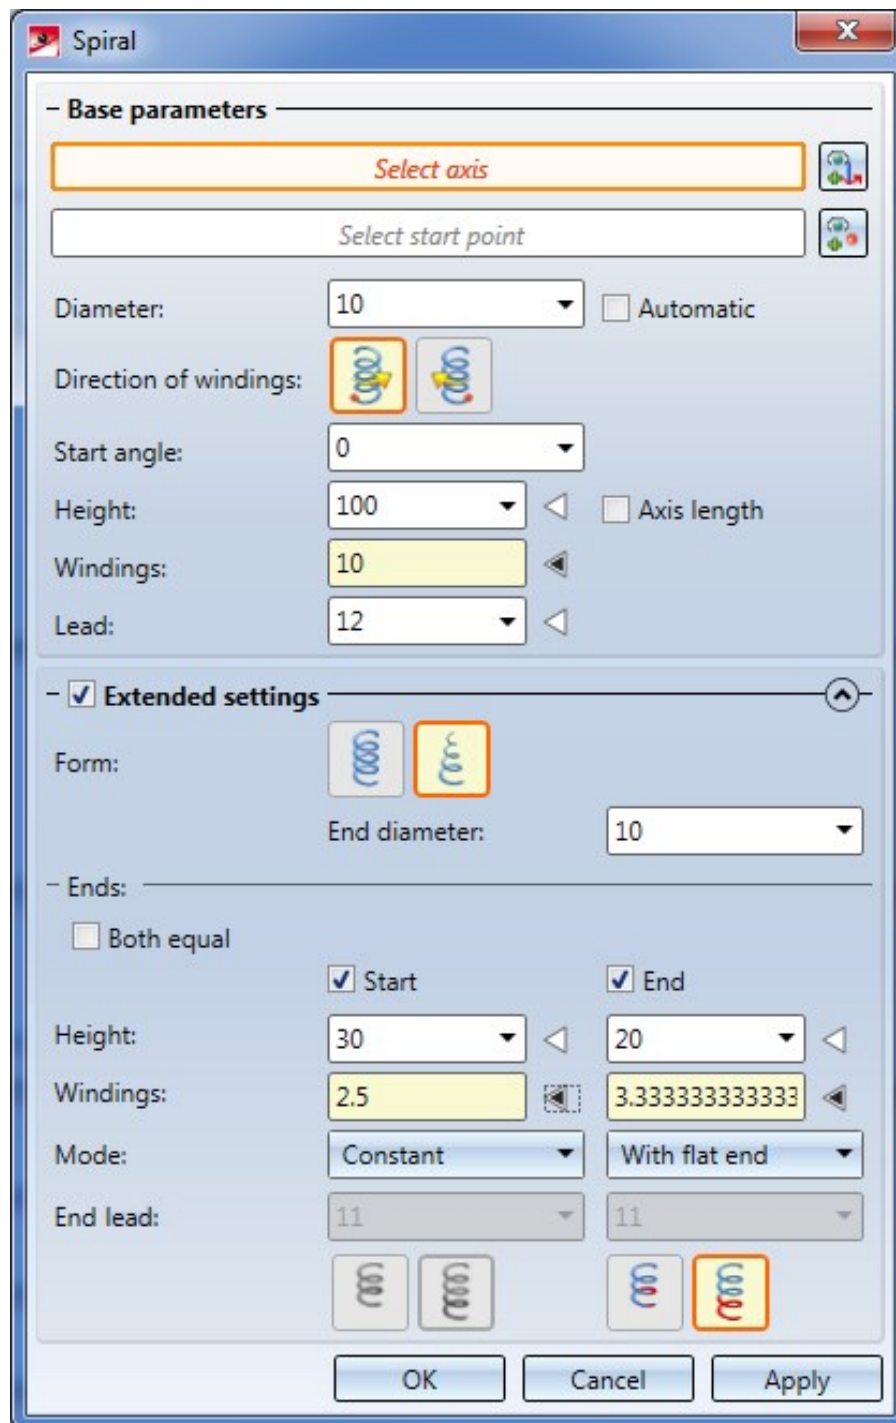 Spiral
Base parameters
Select axis
Select start point
Diameter: 10 Automatic
Direction of windings:
Start angle: 0
Height: 100 Axis length
Windings: 10
Lead: 12
Extended settings
Form:
End diameter: 10
Ends:
Both equal
Start End
Height: 30 20
Windings: 2.5 3.333333333333
Mode: Constant With flat end
End lead: 11 11
OK Cancel Apply